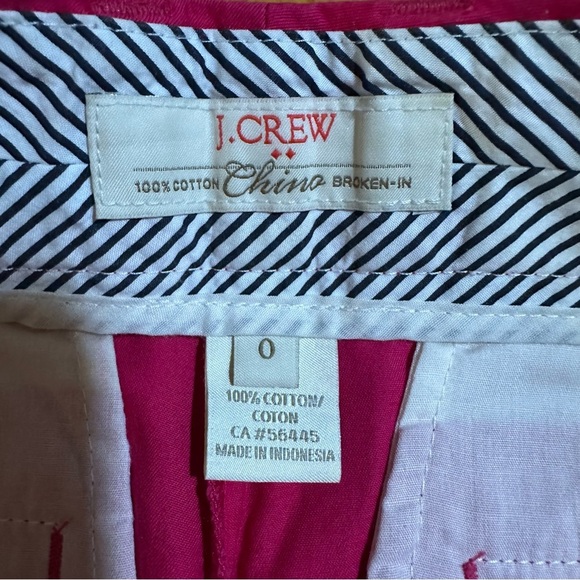 J.CREW
100% COTTON Chino BROKEN-IN
0
100% COTTON/
COTON
CA #56445
MADE IN INDONESIA